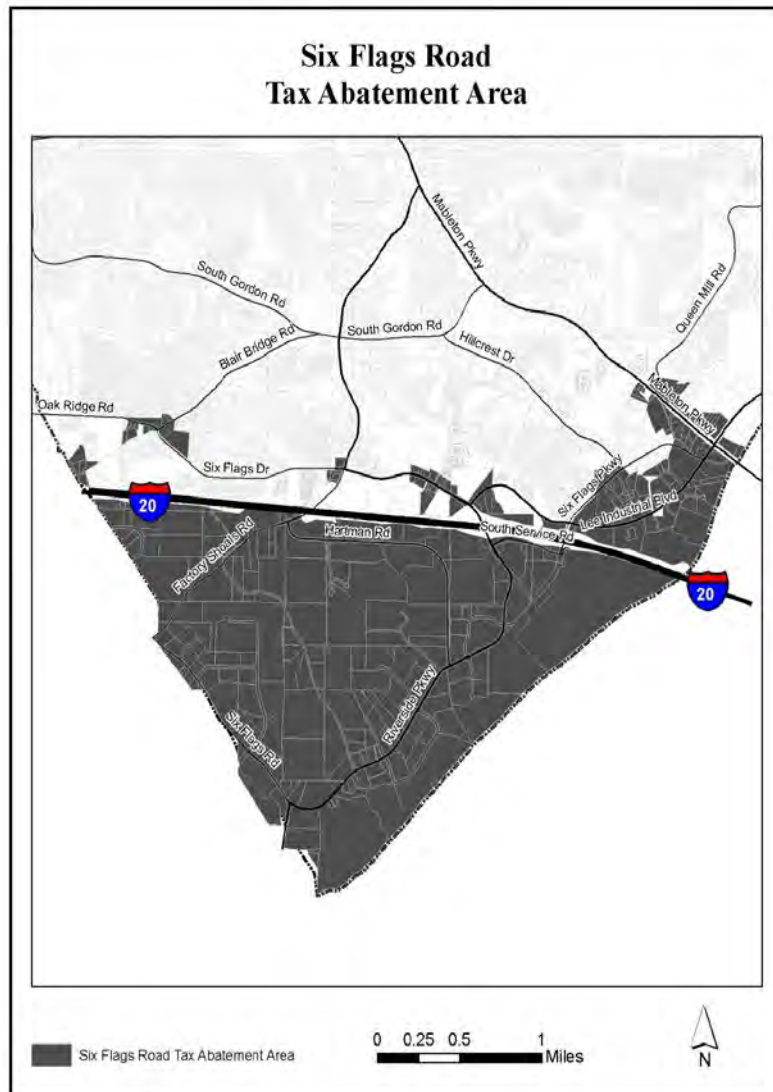 Six Flags Road
Tax Abatement Area
Mableton Pkwy
Queen Mill Rd
South Gordon Rd
South Gordon Rd
Blair Bridge Rd
Hillcrest Dr
Mableton Pkwy
Oak Ridge Rd
Six Flags Dr
Six Flags Pkwy
20
Lee Industrial Blvd
South Service Rd
Hartman Rd
Factory Shoals Rd
20
Riverside Pkwy
Six Flags Rd
Six Flags Road Tax Abatement Area
0 0.25 0.5 1
Miles
N